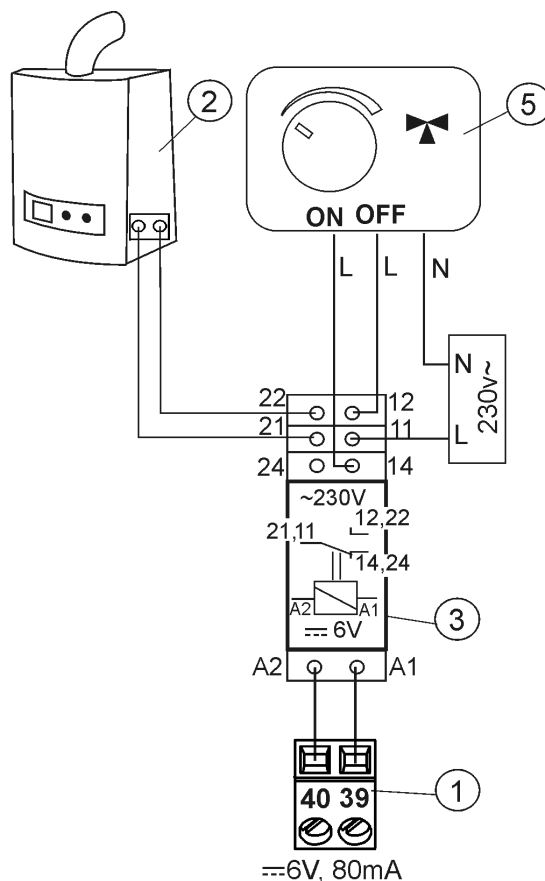 2
5
ON OFF
L L N
N
230v~
L
22 12
21 11
24 14
~230V
12,22
21,11
14,24
A2 A1
⎓ 6V
3
A2 A1
40 39
1
⎓6V, 80mA